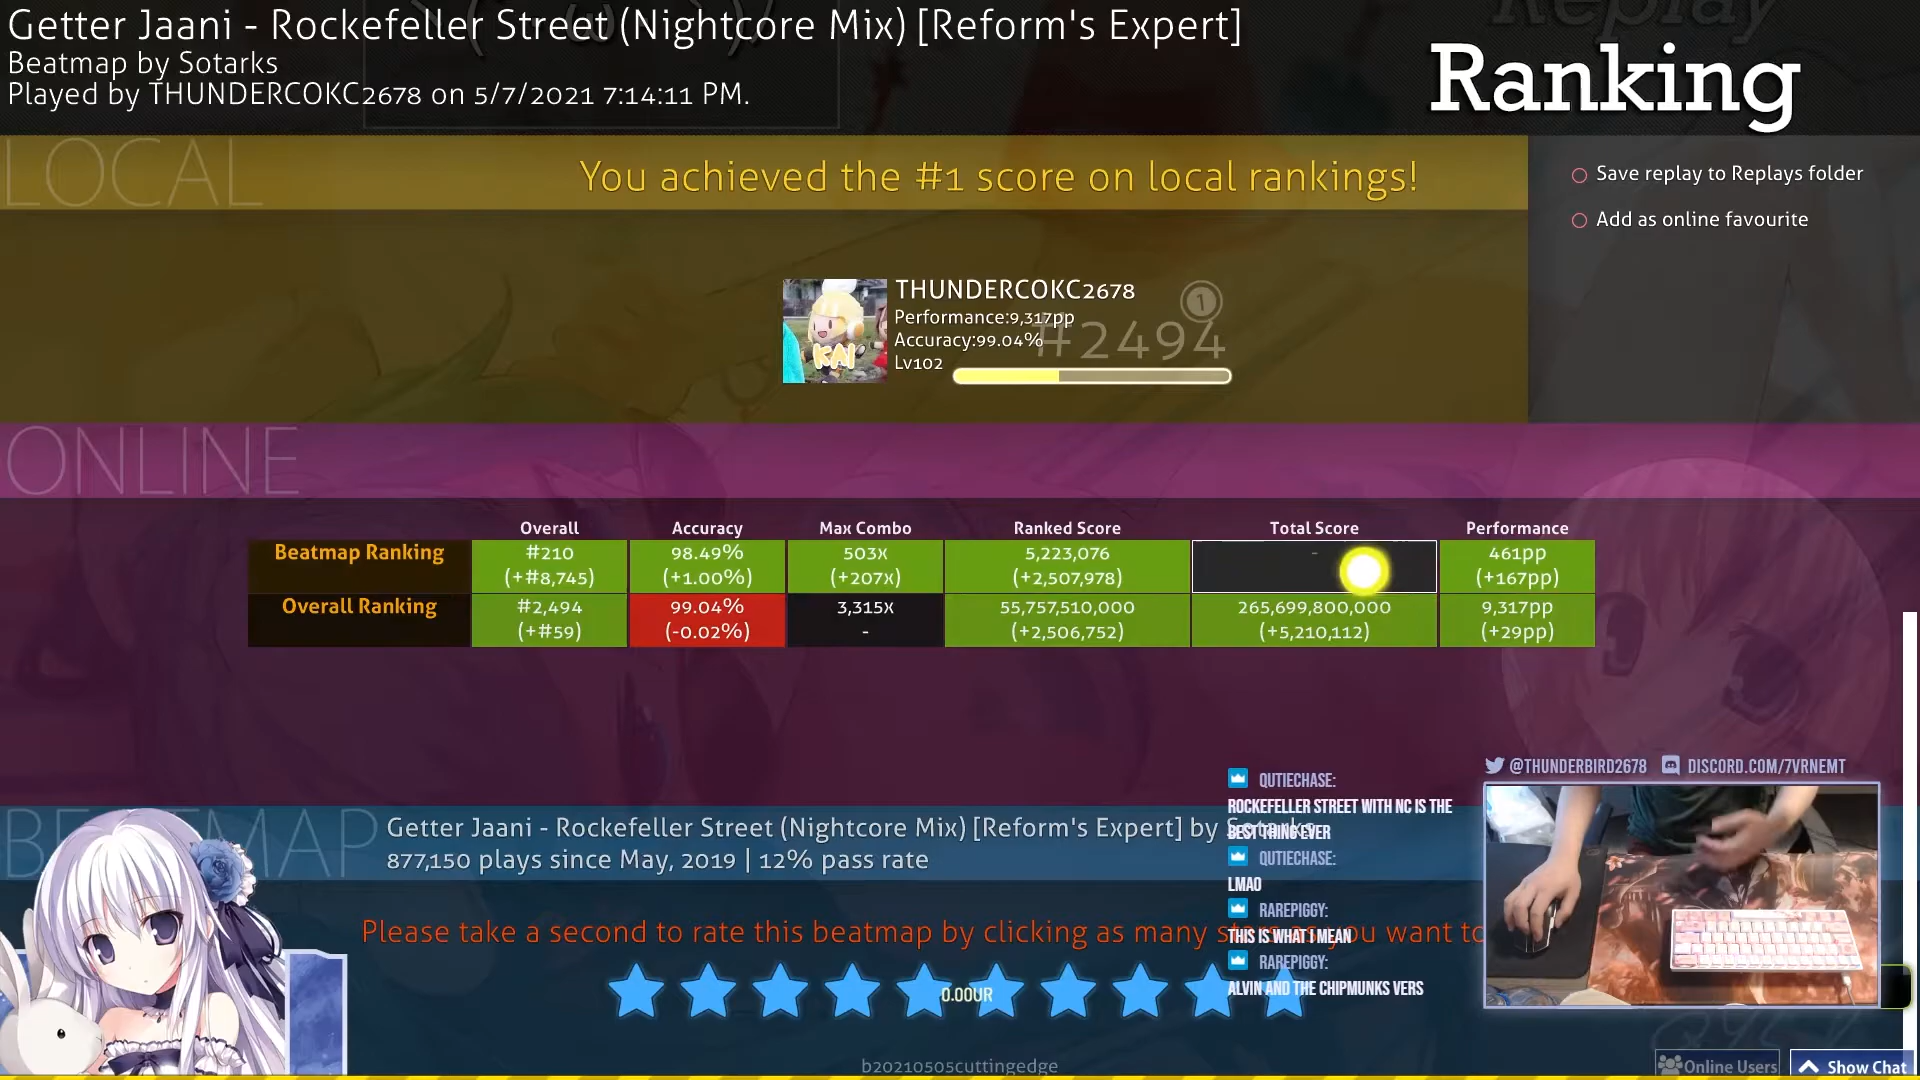 Getter Jaani - Rockefeller Street (Nightcore Mix) [Reform's Expert]
Beatmap by Sotarks
Played by THUNDERCOKC2678 on 5/7/2021 7:14:11 PM.
Replay
Ranking
LOCAL
You achieved the #1 score on local rankings!
Save replay to Replays folder
Add as online favourite
THUNDERCOKC2678
Performance:9,317pp
Accuracy:99.04%
Lv102
#2494
1
KAI
ONLINE
Overall Accuracy Max Combo Ranked Score Total Score Performance
Beatmap Ranking #210 98.49% 503x 5,223,076 - 461pp
(+#8,745) (+1.00%) (+207x) (+2,507,978) (+167pp)
Overall Ranking #2,494 99.04% 3,315x 55,757,510,000 265,699,800,000 9,317pp
(+#59) (-0.02%) - (+2,506,752) (+5,210,112) (+29pp)
@THUNDERBIRD2678 DISCORD.COM/7VRNEMT
BEATMAP
Getter Jaani - Rockefeller Street (Nightcore Mix) [Reform's Expert] by Sotarks
877,150 plays since May, 2019 | 12% pass rate
Please take a second to rate this beatmap by clicking as many stars as you want to
QUTIECHASE:
ROCKEFELLER STREET WITH NC IS THE
BEST THING EVER
QUTIECHASE:
LMAO
RAREPIGGY:
THIS IS WHAT I MEAN
RAREPIGGY:
ALVIN AND THE CHIPMUNKS VERS
0.00UR
b20210505cuttingedge
Online Users
Show Chat